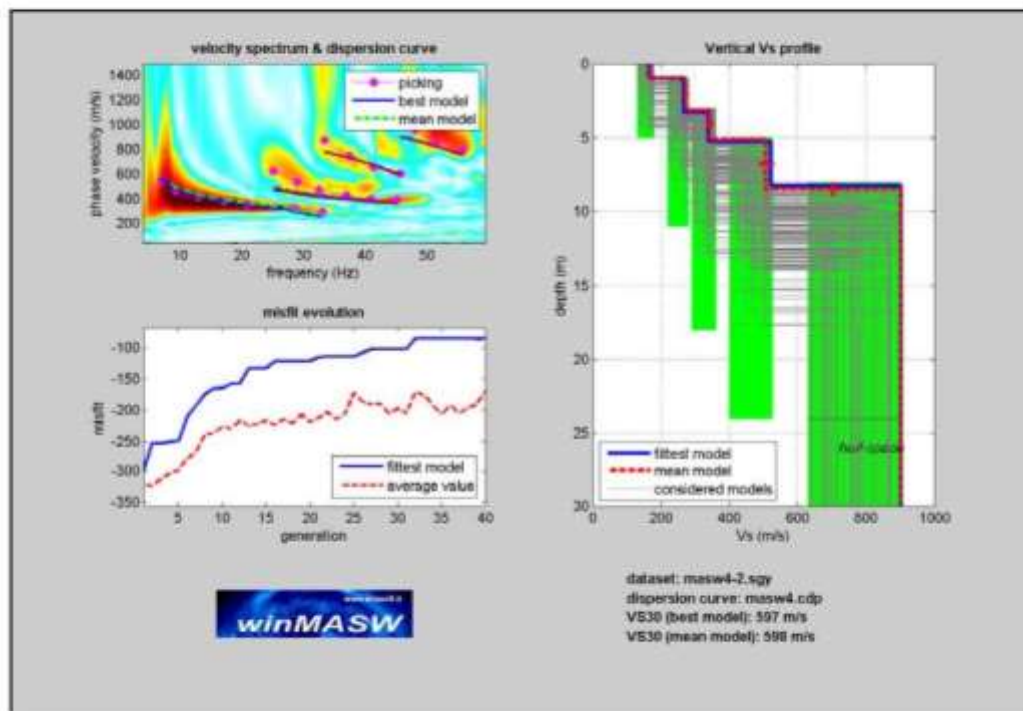 velocity spectrum & dispersion curve
picking
best model
mean model
1400
1200
1000
800
600
400
200
phase velocity (m/s)
10
20
30
40
50
frequency (Hz)
misfit evolution
-100
-150
-200
-250
-300
-350
misfit
fittest model
average value
5
10
15
20
25
30
35
40
generation
winMASW
Vertical Vs profile
0
5
10
15
20
25
30
depth (m)
fittest model
mean model
considered models
0
200
400
600
800
1000
Vs (m/s)
dataset: masw4-2.sgy
dispersion curve: masw4.cdp
VS30 (best model): 597 m/s
VS30 (mean model): 598 m/s